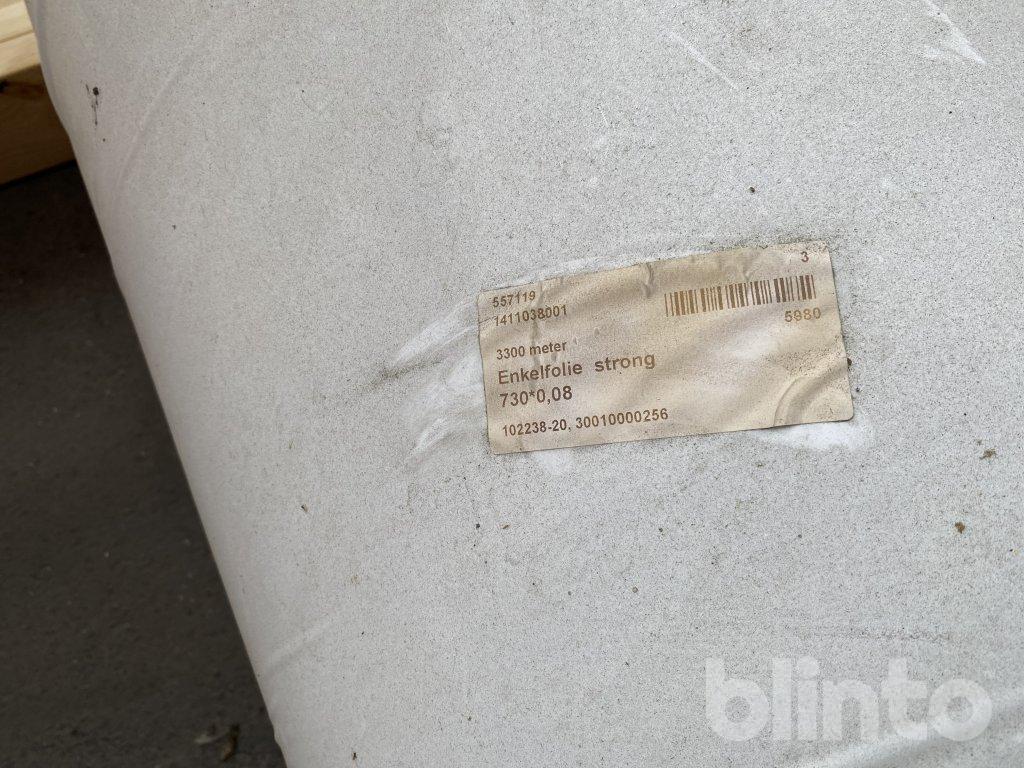 557119
3
1411038001
5980
3300 meter
Enkelfolie strong
730*0,08
102238-20, 30010000256
blinto